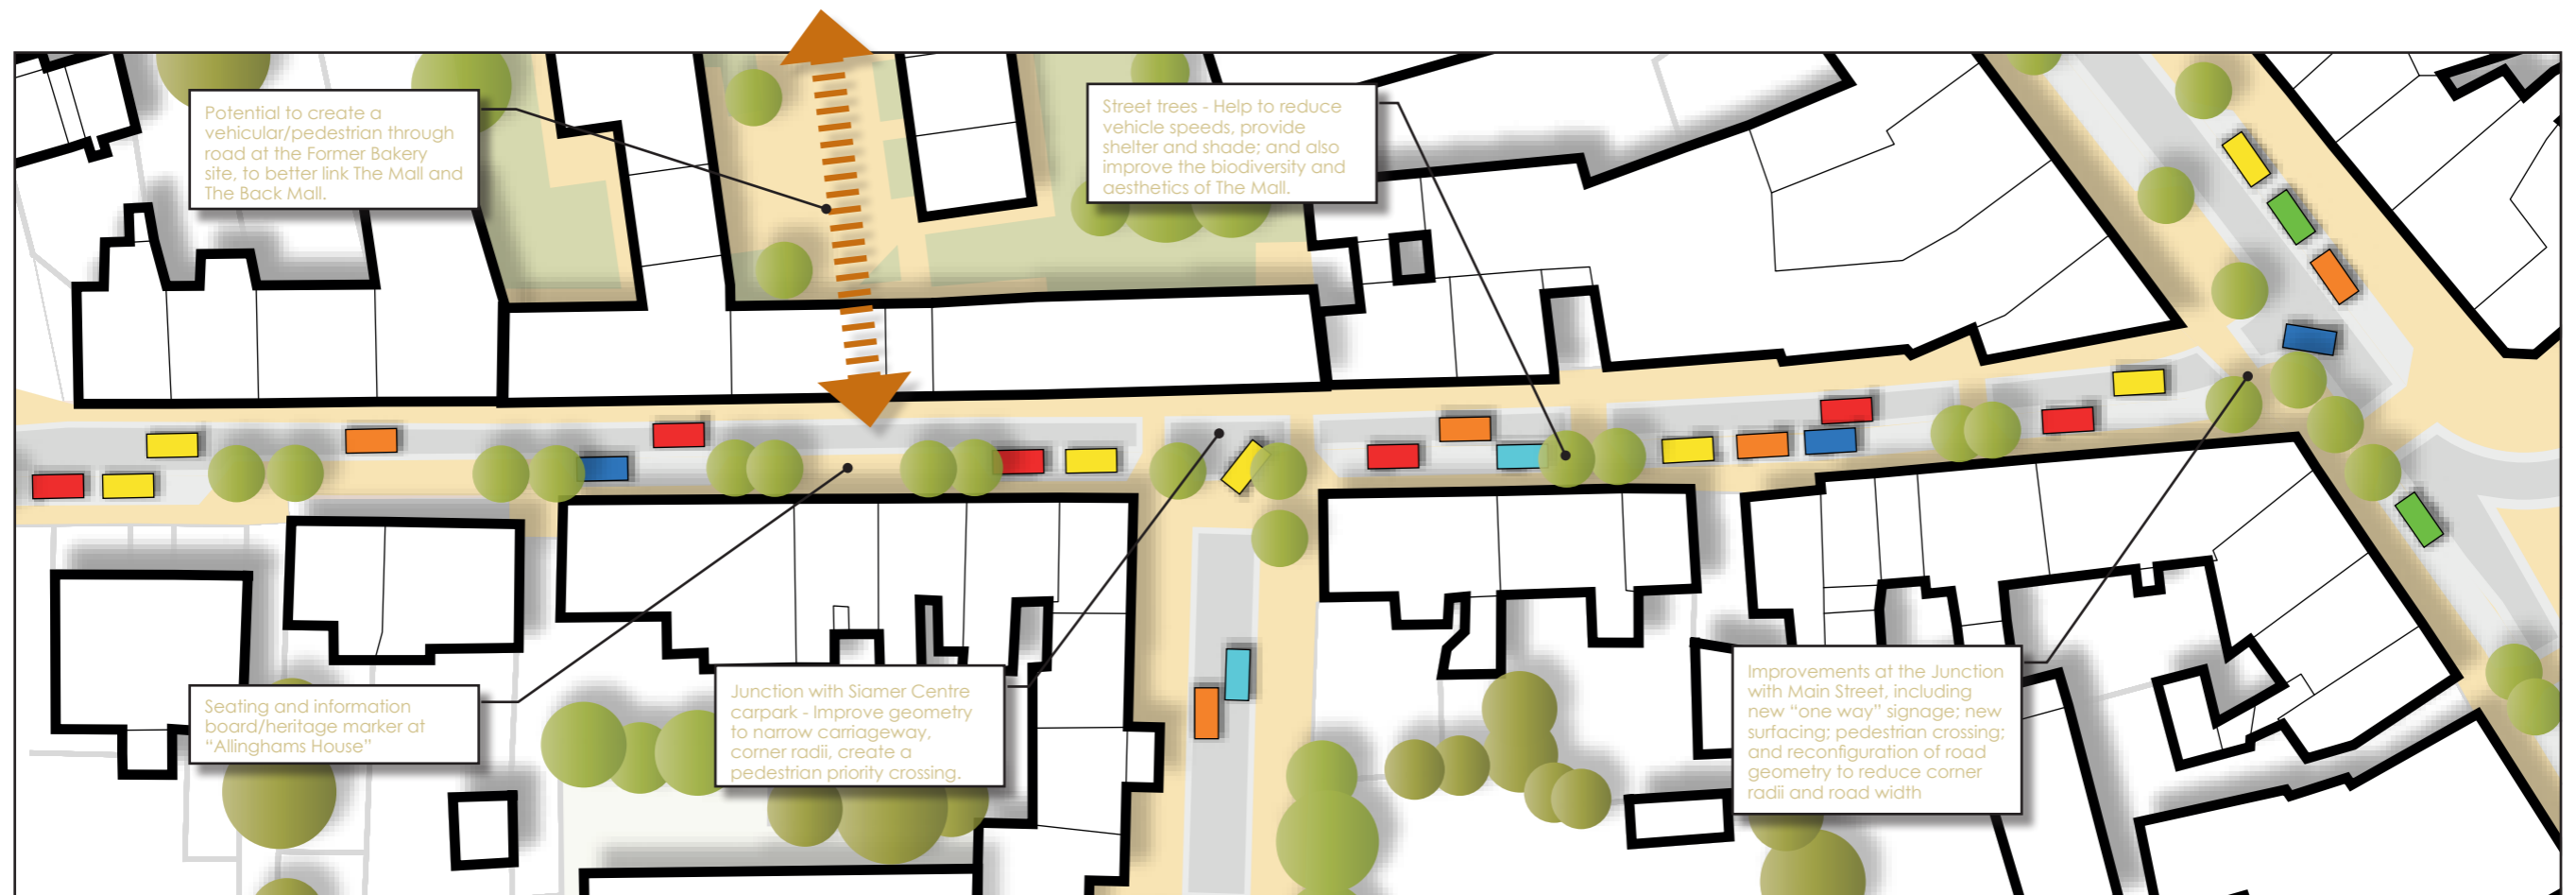 Potential to create a
vehicular/pedestrian through
road at the Former Bakery
site, to better link The Mall and
The Back Mall.
Street trees - Help to reduce
vehicle speeds, provide
shelter and shade; and also
improve the biodiversity and
aesthetics of The Mall.
Seating and information
board/heritage marker at
“Allinghams House”
Junction with Siamer Centre
carpark - Improve geometry
to narrow carriageway,
corner radii, create a
pedestrian priority crossing.
Improvements at the Junction
with Main Street, including
new “one way” signage; new
surfacing; pedestrian crossing;
and reconfiguration of road
geometry to reduce corner
radii and road width